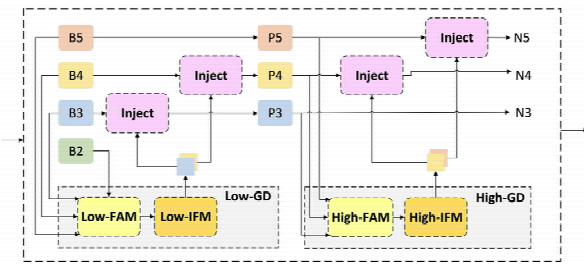 B5
P5
Inject
N5
B4
Inject
P4
Inject
N4
B3
Inject
P3
N3
B2
Low-GD
High-GD
Low-FAM
Low-IFM
High-FAM
High-IFM